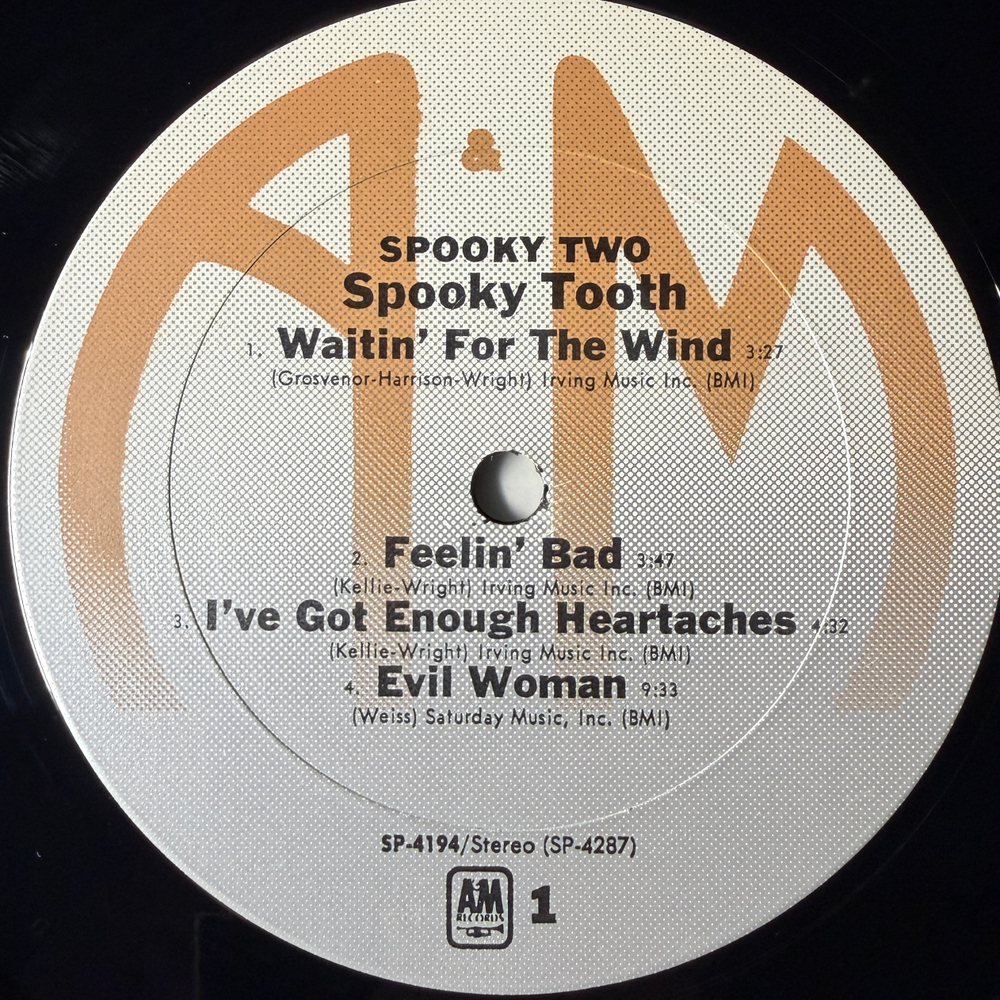 A & M
SPOOKY TWO
Spooky Tooth
1. Waitin' For The Wind 3:27
(Grosvenor-Harrison-Wright) Irving Music Inc. (BMI)
2. Feelin' Bad 3:47
(Kellie-Wright) Irving Music Inc. (BMI)
3. I've Got Enough Heartaches 4:32
(Kellie-Wright) Irving Music Inc. (BMI)
4. Evil Woman 9:33
(Weiss) Saturday Music, Inc. (BMI)
SP-4194/Stereo (SP-4287)
A&M
RECORDS
1